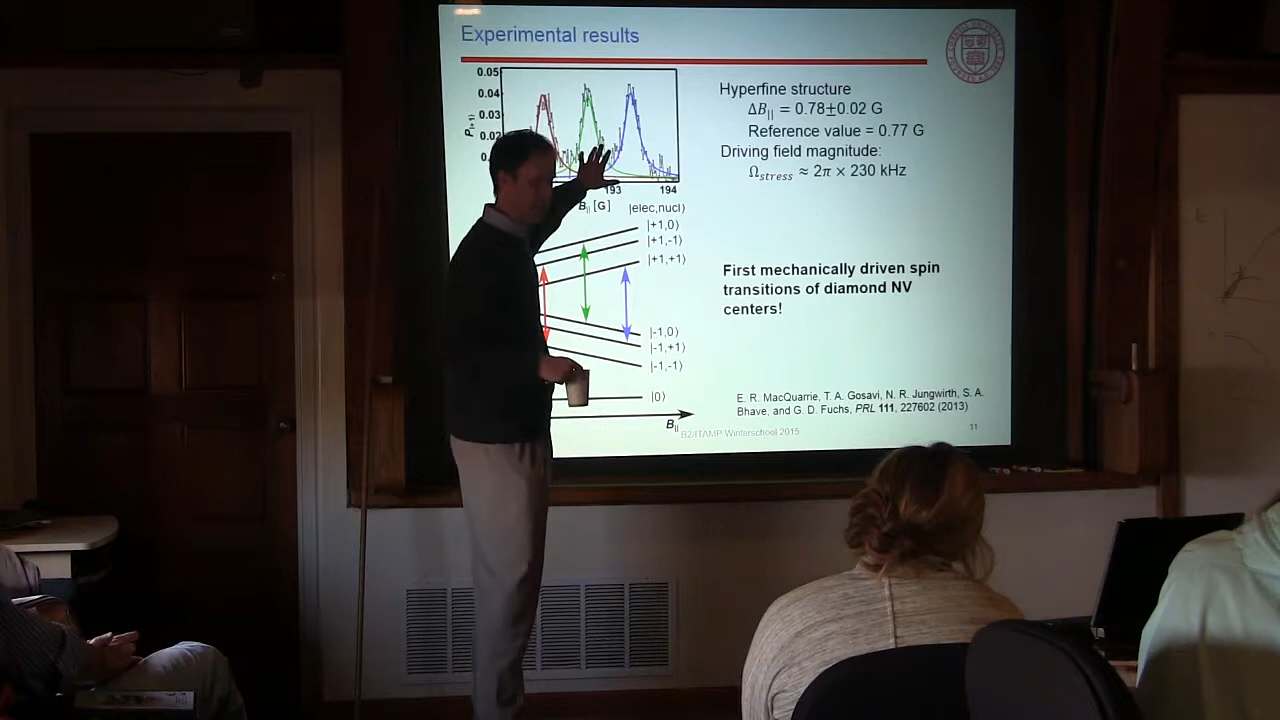 Experimental results
0.05
0.04
0.03
0.02
193
194
B|| [G]
|elec,nucl⟩
|+1,0⟩
|+1,-1⟩
|+1,+1⟩
|-1,0⟩
|-1,+1⟩
|-1,-1⟩
|0⟩
B||
Hyperfine structure
ΔB|| = 0.78±0.02 G
Reference value = 0.77 G
Driving field magnitude:
Ωstress ≈ 2π × 230 kHz
First mechanically driven spin
transitions of diamond NV
centers!
E. R. MacQuarrie, T. A. Gosavi, N. R. Jungwirth, S. A.
Bhave, and G. D. Fuchs, PRL 111, 227602 (2013)
B2/ITAMP Winterschool 2015
11